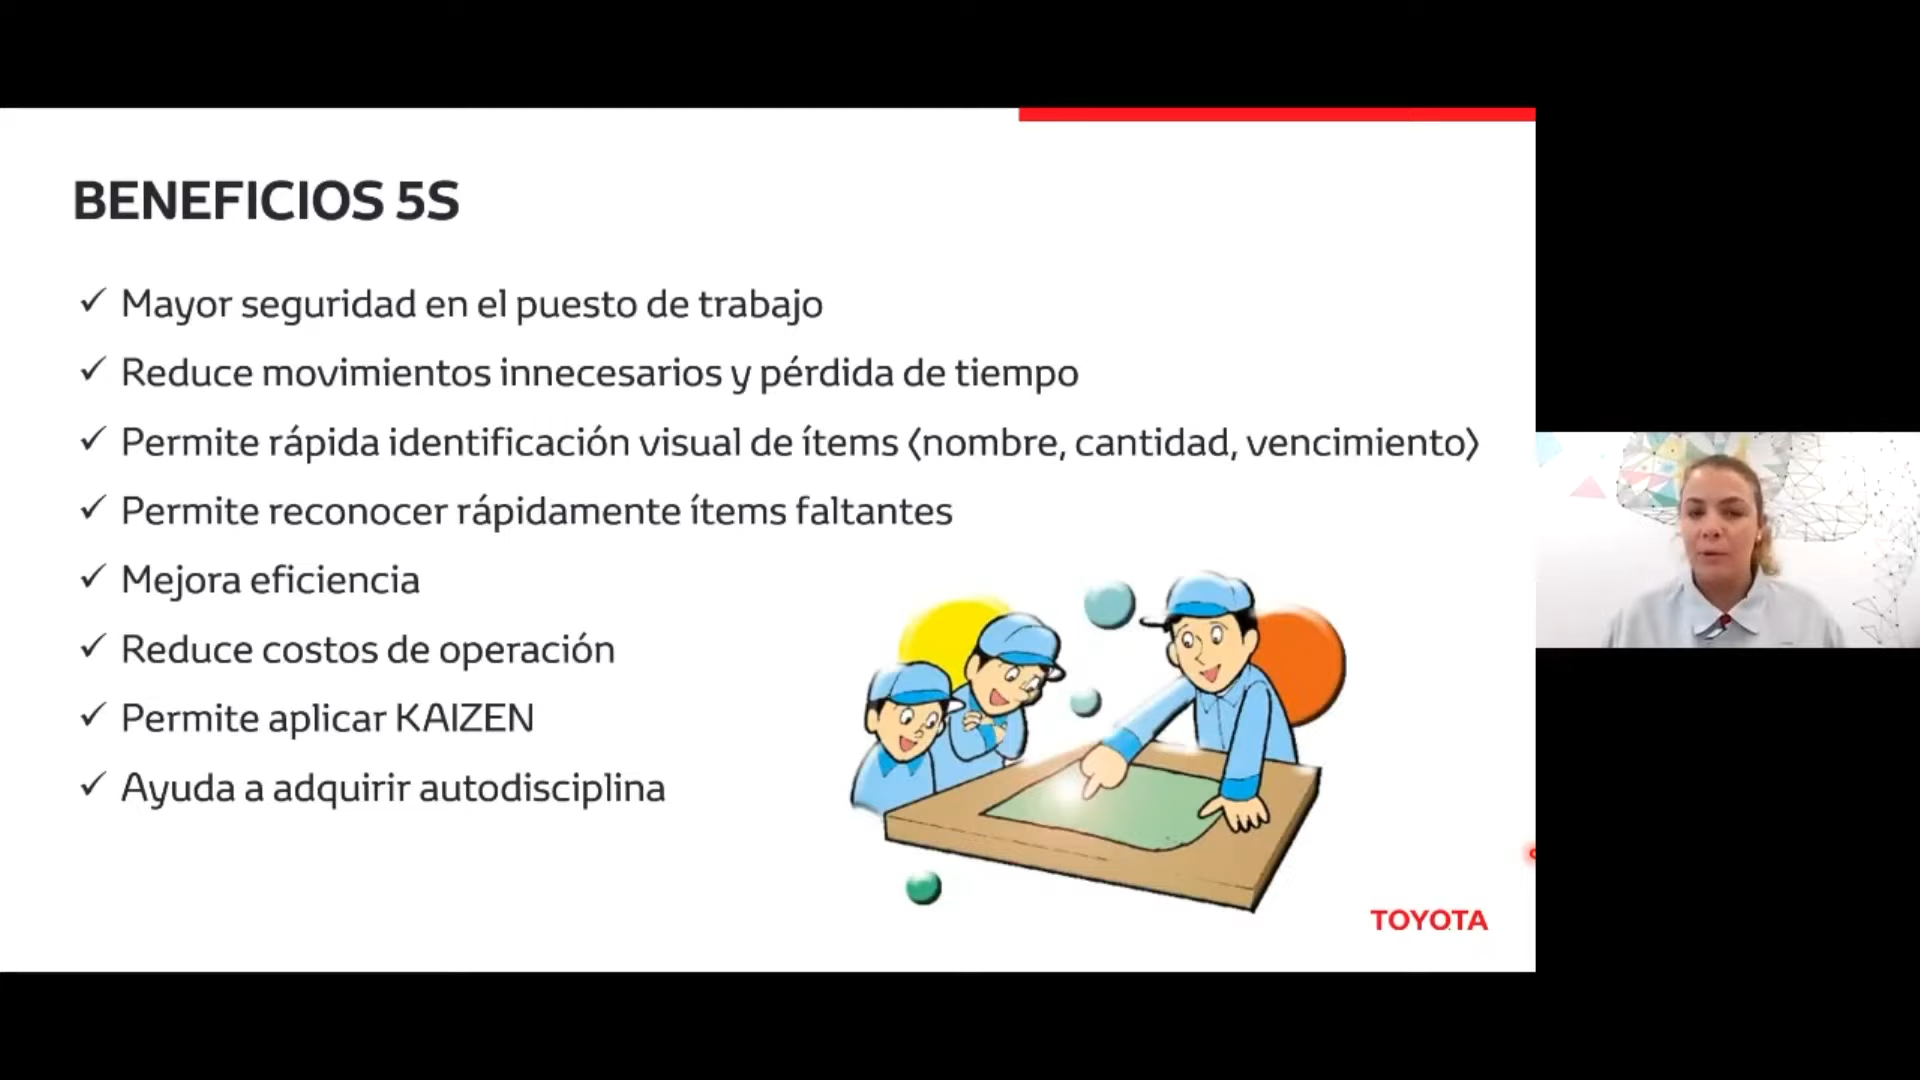 BENEFICIOS 5S
✓ Mayor seguridad en el puesto de trabajo
✓ Reduce movimientos innecesarios y pérdida de tiempo
✓ Permite rápida identificación visual de ítems (nombre, cantidad, vencimiento)
✓ Permite reconocer rápidamente ítems faltantes
✓ Mejora eficiencia
✓ Reduce costos de operación
✓ Permite aplicar KAIZEN
✓ Ayuda a adquirir autodisciplina
TOYOTA